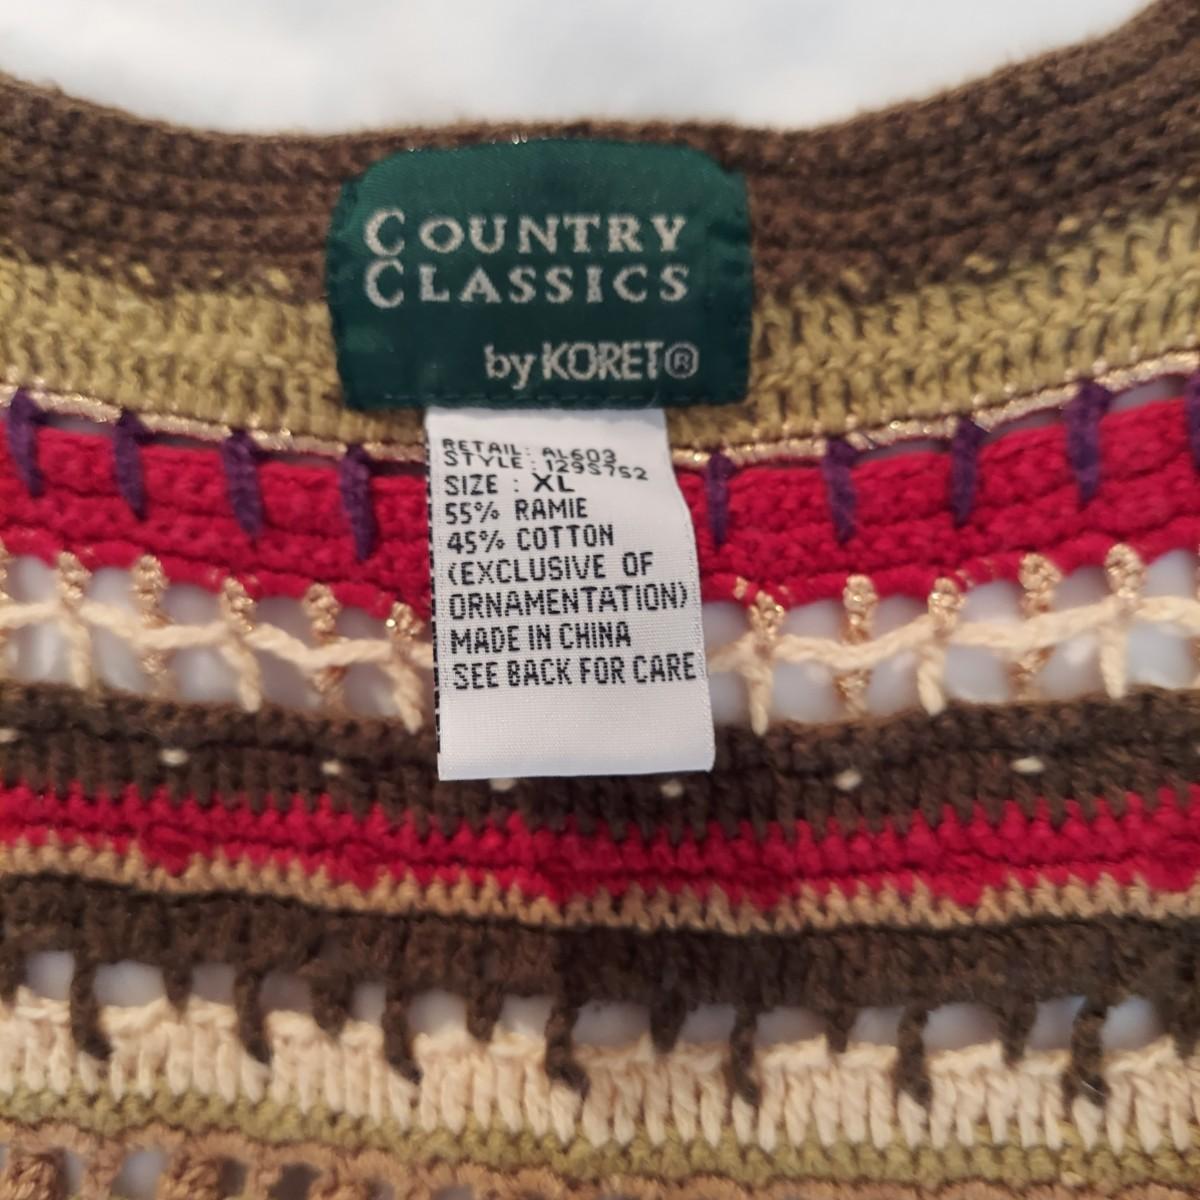 COUNTRY
CLASSICS
by KORET®
RETAIL: AL603
STYLE: 129S752
SIZE : XL
55% RAMIE
45% COTTON
(EXCLUSIVE OF
ORNAMENTATION)
MADE IN CHINA
SEE BACK FOR CARE